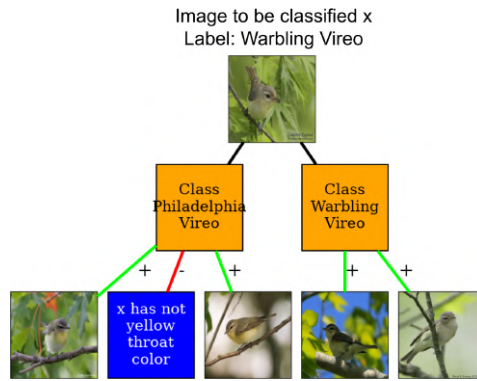 Image to be classified x
Label: Warbling Vireo
Class
Philadelphia
Vireo
Class
Warbling
Vireo
+
-
+
+
+
x has not
yellow
throat
color